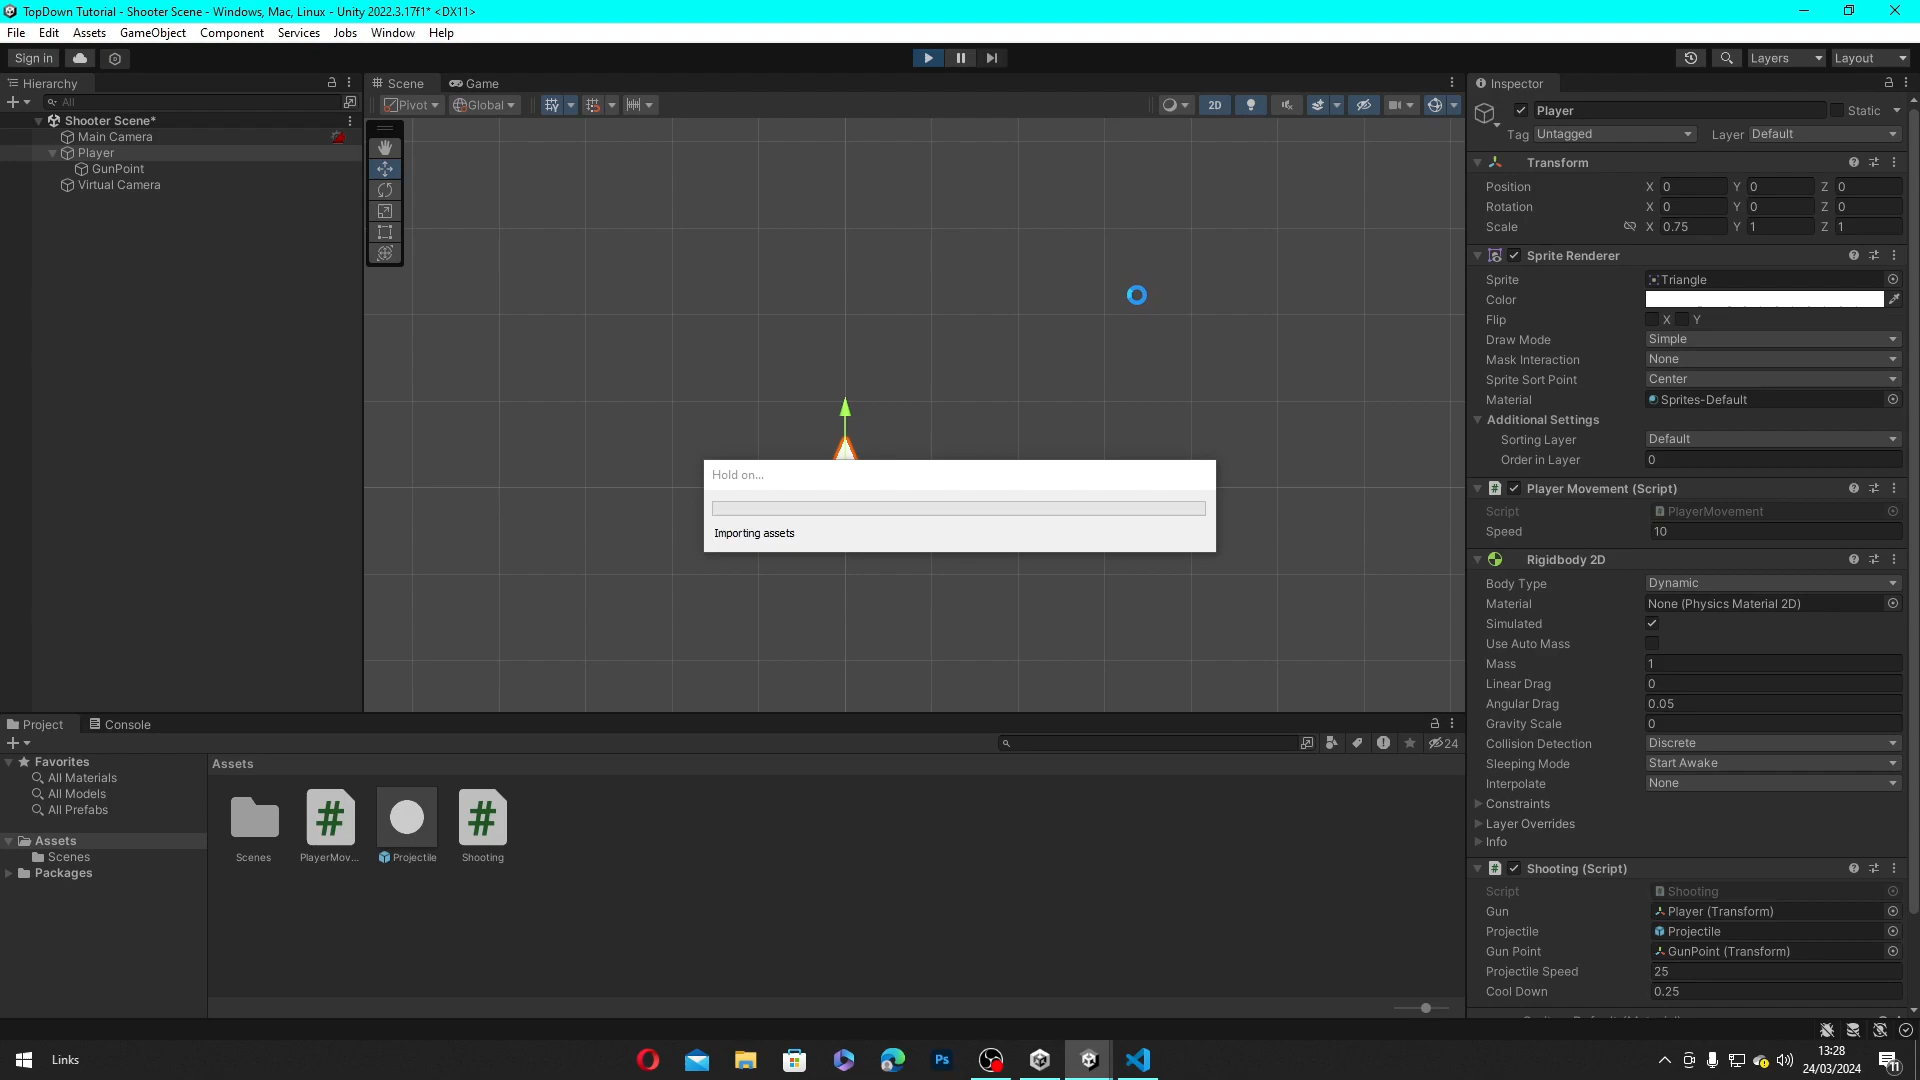 TopDown Tutorial - Shooter Scene - Windows, Mac, Linux - Unity 2022.3.17f1* <DX11>
File Edit Assets GameObject Component Services Jobs Window Help
Sign in
Layers
Layout
Hierarchy
All
Shooter Scene*
Main Camera
Player
GunPoint
Virtual Camera
Scene
Game
Pivot
Global
2D
Hold on...
Importing assets
Inspector
Player
Static
Tag Untagged
Layer Default
Transform
Position X 0 Y 0 Z 0
Rotation X 0 Y 0 Z 0
Scale X 0.75 Y 1 Z 1
Sprite Renderer
Sprite Triangle
Color
Flip X Y
Draw Mode Simple
Mask Interaction None
Sprite Sort Point Center
Material Sprites-Default
Additional Settings
Sorting Layer Default
Order in Layer 0
Player Movement (Script)
Script PlayerMovement
Speed 10
Rigidbody 2D
Body Type Dynamic
Material None (Physics Material 2D)
Simulated
Use Auto Mass
Mass 1
Linear Drag 0
Angular Drag 0.05
Gravity Scale 0
Collision Detection Discrete
Sleeping Mode Start Awake
Interpolate None
Constraints
Layer Overrides
Info
Shooting (Script)
Script Shooting
Gun Player (Transform)
Projectile Projectile
Gun Point GunPoint (Transform)
Projectile Speed 25
Cool Down 0.25
Project
Console
24
Favorites
All Materials
All Models
All Prefabs
Assets
Scenes
Packages
Assets
Scenes
PlayerMov...
Projectile
Shooting
Links
Ps
13:28
24/03/2024
11